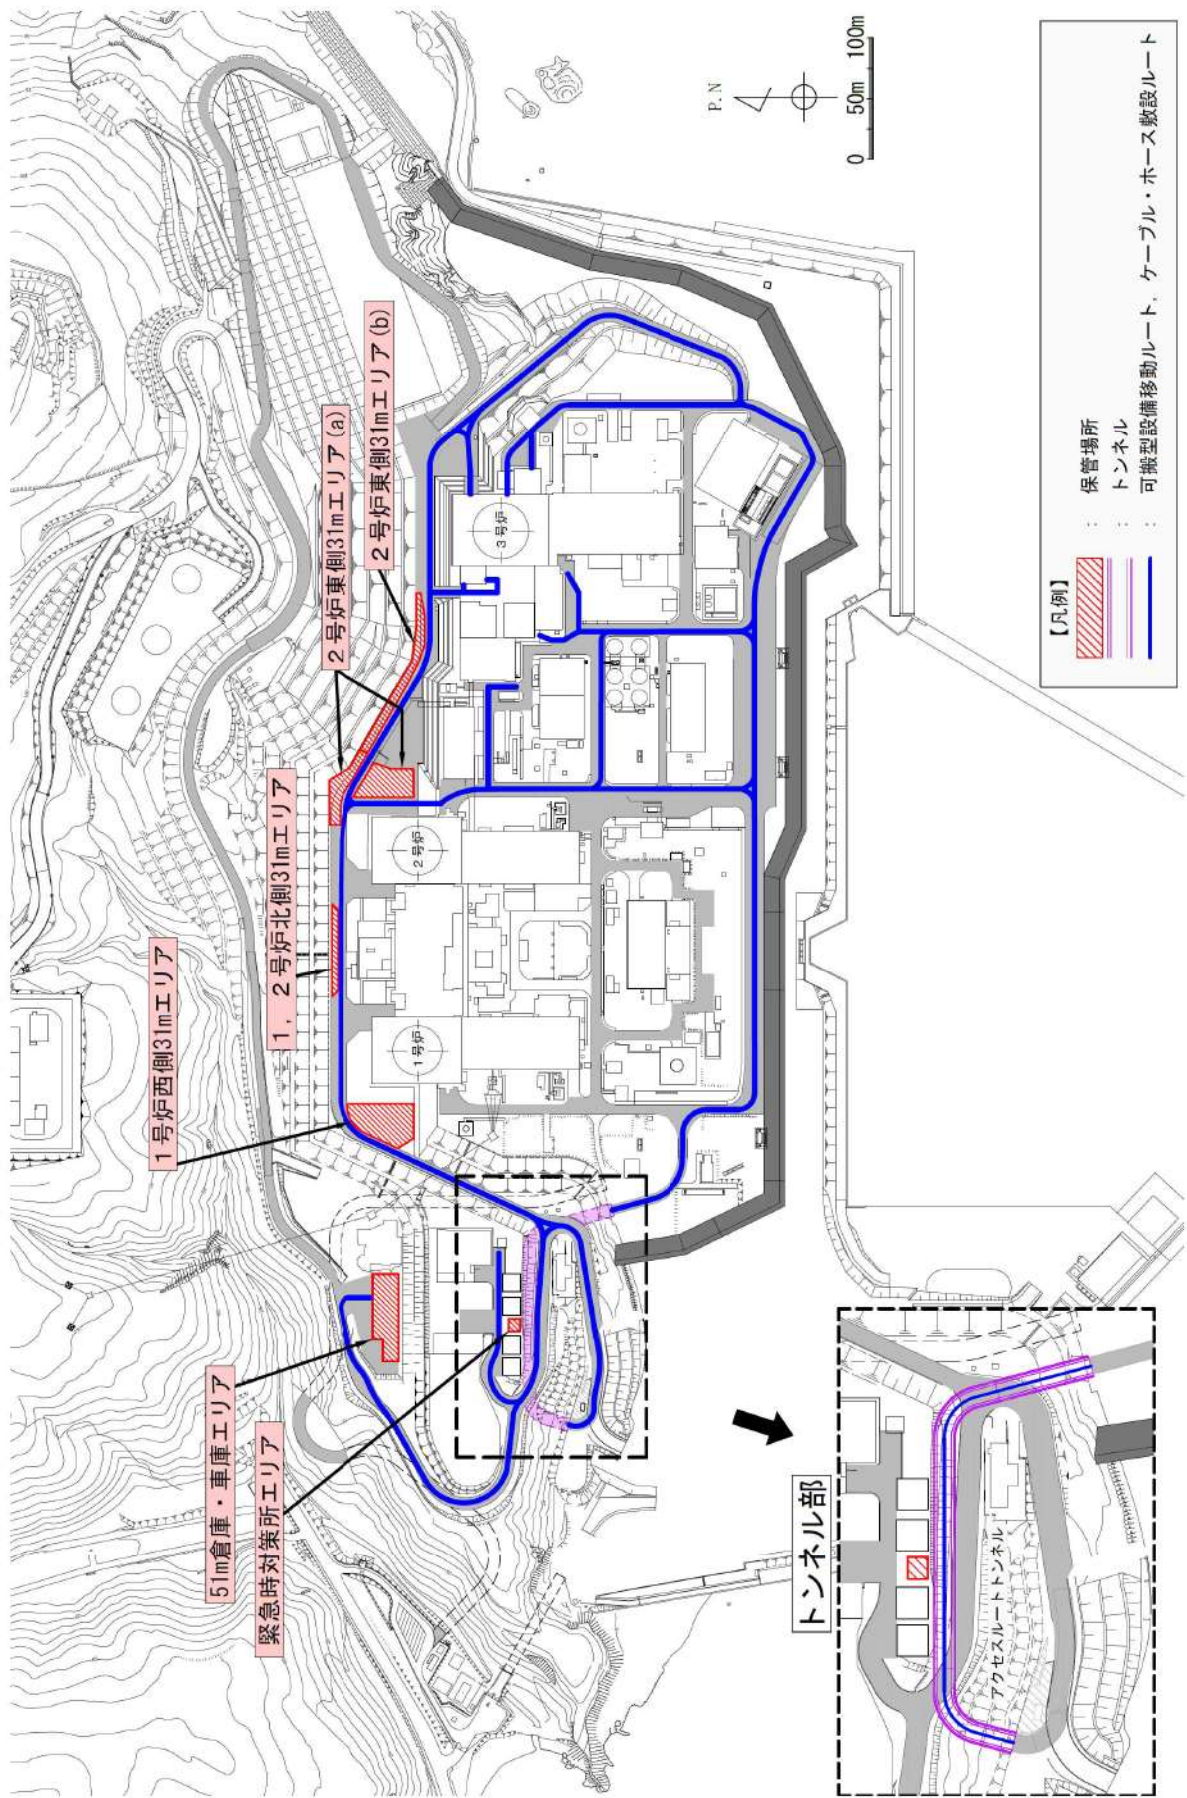 51m倉庫・車庫エリア
緊急時対策所エリア
1号炉西側31mエリア
1，2号炉北側31mエリア
2号炉東側31mエリア(a)
2号炉東側31mエリア(b)
1号炉
2号炉
3号炉
P.N
0 50m 100m
トンネル部
アクセスルートトンネル
【凡例】
： 保管場所
： トンネル
： 可搬型設備移動ルート，ケーブル・ホース敷設ルート